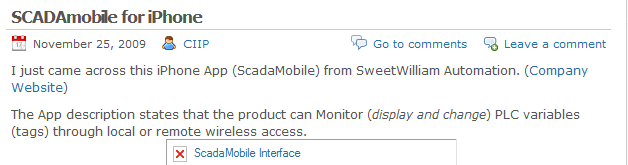 SCADAmobile for iPhone
November 25, 2009 CIIP Go to comments Leave a comment
I just came across this iPhone App (ScadaMobile) from SweetWilliam Automation. (Company
Website)
The App description states that the product can Monitor (display and change) PLC variables
(tags) through local or remote wireless access.
ScadaMobile Interface